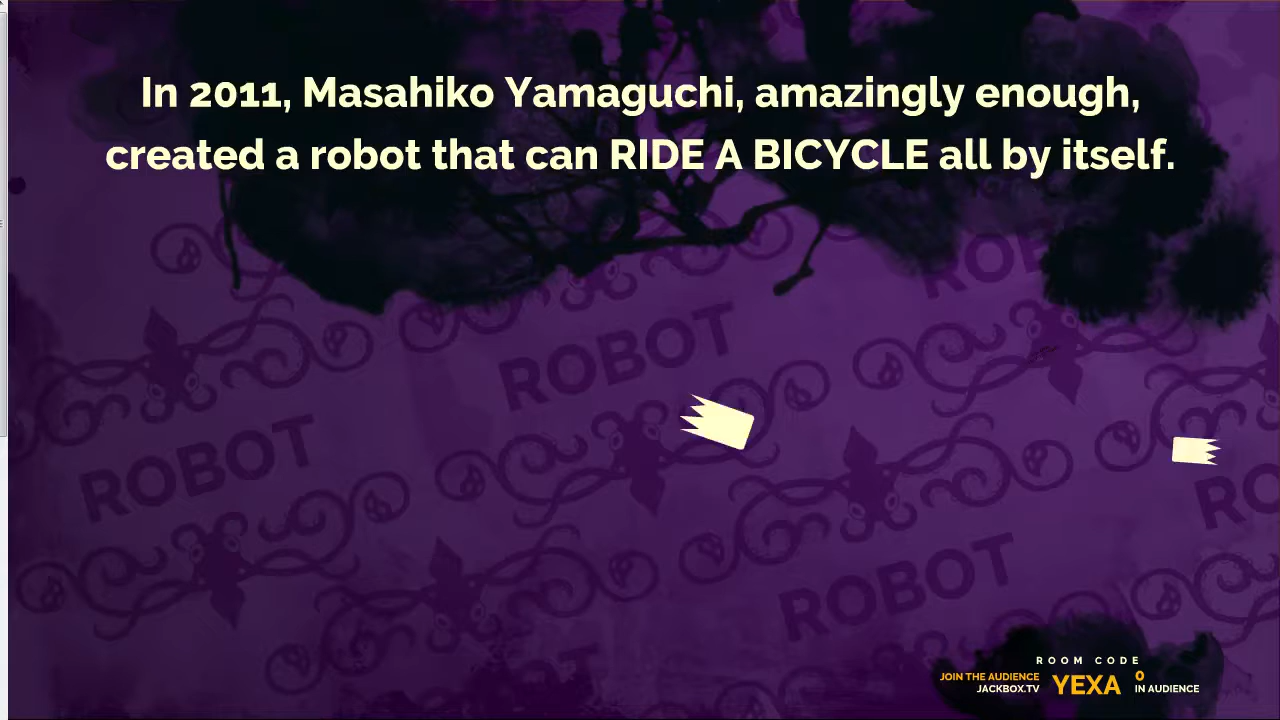 In 2011, Masahiko Yamaguchi, amazingly enough,
created a robot that can RIDE A BICYCLE all by itself.
ROBOT
ROBOT
ROBOT
ROBOT
ROOM CODE
JOIN THE AUDIENCE
JACKBOX.TV
YEXA
0
IN AUDIENCE